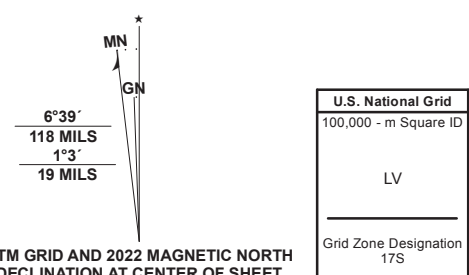 MN
GN
6°39´
118 MILS
1°3´
19 MILS
TM GRID AND 2022 MAGNETIC NORTH
DECLINATION AT CENTER OF SHEET
U.S. National Grid
100,000 - m Square ID
LV
Grid Zone Designation
17S